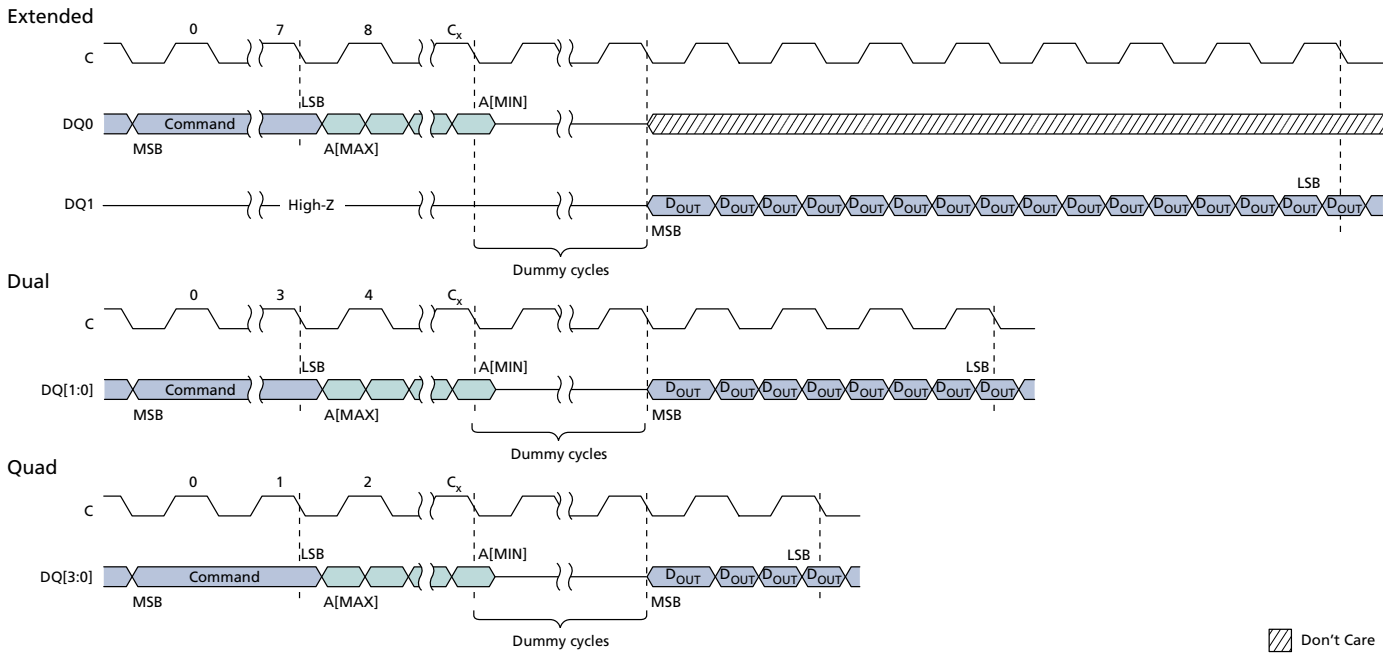 Extended
0 7 8 Cx
C
LSB A[MIN]
DQ0 Command
MSB A[MAX]
LSB
DQ1 High-Z DOUT DOUT DOUT DOUT DOUT DOUT DOUT DOUT DOUT DOUT DOUT DOUT DOUT DOUT DOUT DOUT
MSB
Dummy cycles
Dual
0 3 4 Cx
C
LSB A[MIN] LSB
DQ[1:0] Command DOUT DOUT DOUT DOUT DOUT DOUT DOUT DOUT
MSB A[MAX] MSB
Dummy cycles
Quad
0 1 2 Cx
C
LSB A[MIN] LSB
DQ[3:0] Command DOUT DOUT DOUT DOUT
MSB A[MAX] MSB
Dummy cycles
Don't Care